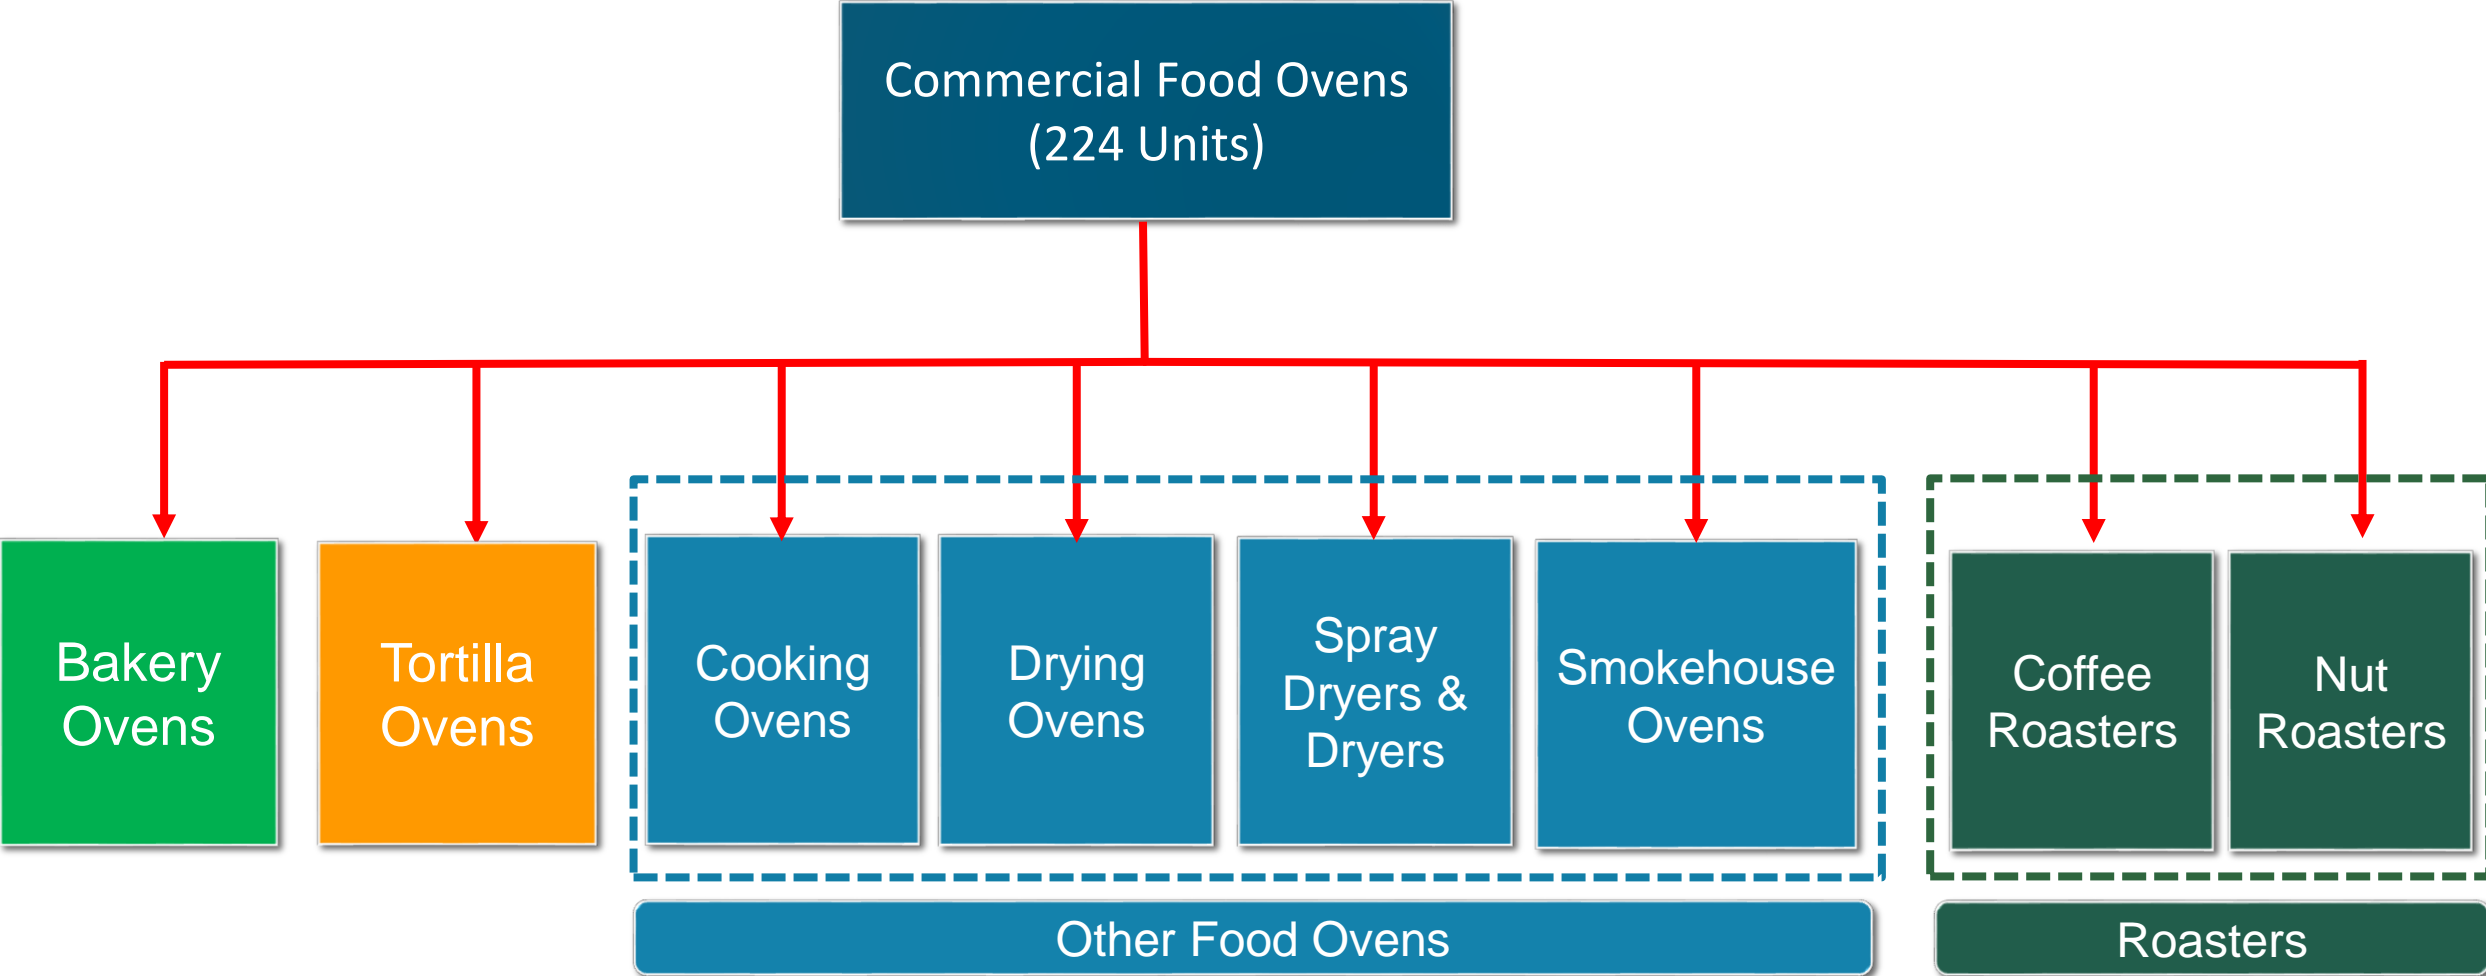 Commercial Food Ovens
(224 Units)
Bakery
Ovens
Tortilla
Ovens
Cooking
Ovens
Drying
Ovens
Spray
Dryers &
Dryers
Smokehouse
Ovens
Coffee
Roasters
Nut
Roasters
Other Food Ovens
Roasters